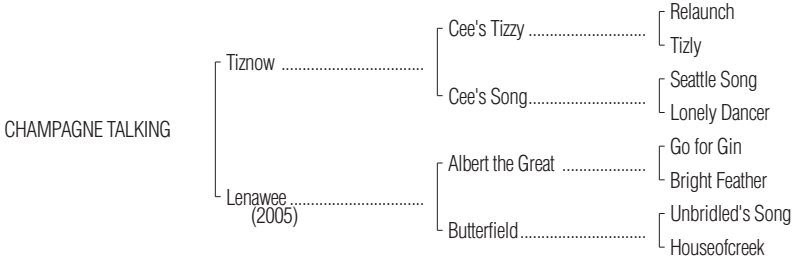 Relaunch
Cee's Tizzy ..............................
Tizly
Tiznow .....................................
Seattle Song
Cee's Song..............................
Lonely Dancer
CHAMPAGNE TALKING
Go for Gin
Albert the Great ......................
Bright Feather
Lenawee...................................
(2005)
Unbridled's Song
Butterfield.................................
Houseofcreek